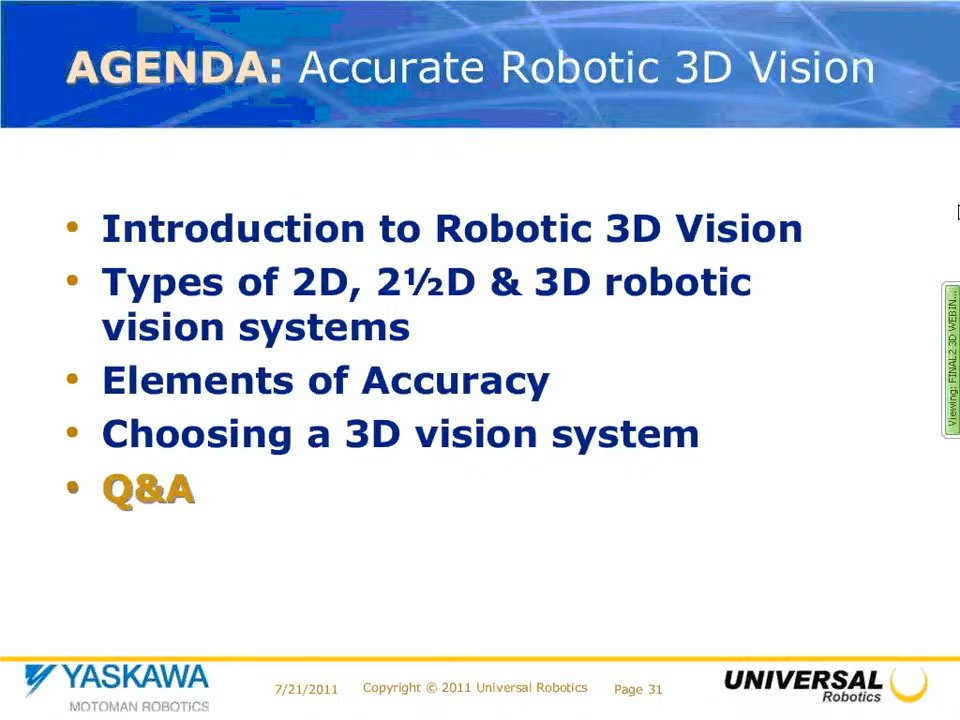 AGENDA: Accurate Robotic 3D Vision
• Introduction to Robotic 3D Vision
• Types of 2D, 2½D & 3D robotic
vision systems
• Elements of Accuracy
• Choosing a 3D vision system
• Q&A
Viewing: FINAL2 3D WEBIN...
YASKAWA
MOTOMAN ROBOTICS
7/21/2011
Copyright © 2011 Universal Robotics
Page 31
UNIVERSAL
Robotics